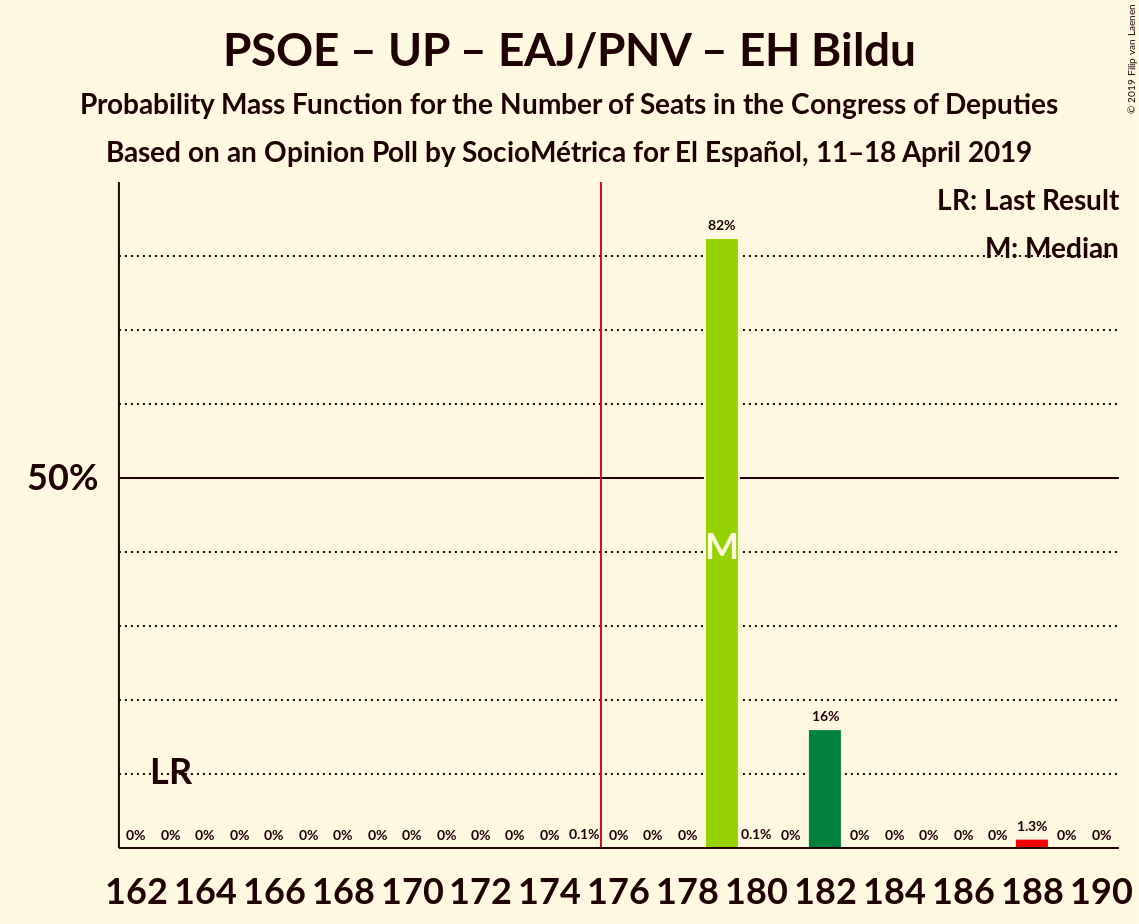 © 2019 Filip van Laenen
PSOE – UP – EAJ/PNV – EH Bildu
Probability Mass Function for the Number of Seats in the Congress of Deputies
Based on an Opinion Poll by SocioMétrica for El Español, 11–18 April 2019
LR: Last Result
M: Median
82%
50%
M
16%
LR
0% 0% 0% 0% 0% 0% 0% 0% 0% 0% 0% 0% 0% 0.1% 0% 0% 0% 0.1% 0% 0% 0% 0% 0% 0% 1.3% 0% 0%
162 164 166 168 170 172 174 176 178 180 182 184 186 188 190